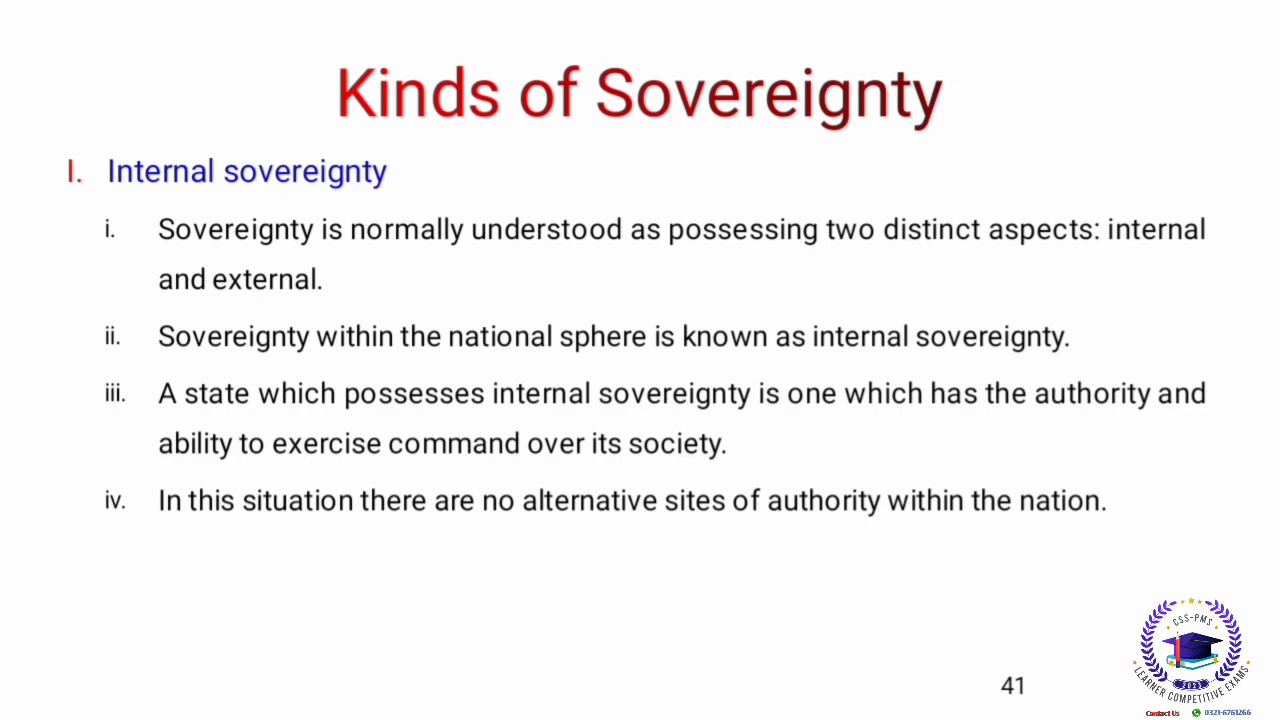 Kinds of Sovereignty
I. Internal sovereignty
i. Sovereignty is normally understood as possessing two distinct aspects: internal
and external.
ii. Sovereignty within the national sphere is known as internal sovereignty.
iii. A state which possesses internal sovereignty is one which has the authority and
ability to exercise command over its society.
iv. In this situation there are no alternative sites of authority within the nation.
CSS-PMS
2023
LEARNER COMPETITIVE EXAMS
41
Contact Us 0321-6761266